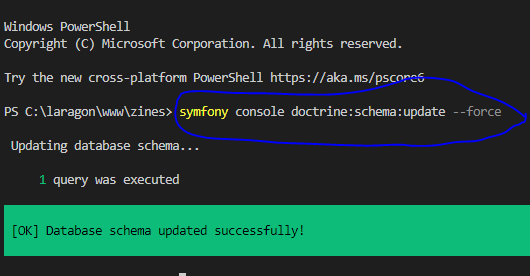 Windows PowerShell
Copyright (C) Microsoft Corporation. All rights reserved.
Try the new cross-platform PowerShell https://aka.ms/pscore6
PS C:\laragon\www\zines> symfony console doctrine:schema:update --force
Updating database schema...
1 query was executed
[OK] Database schema updated successfully!